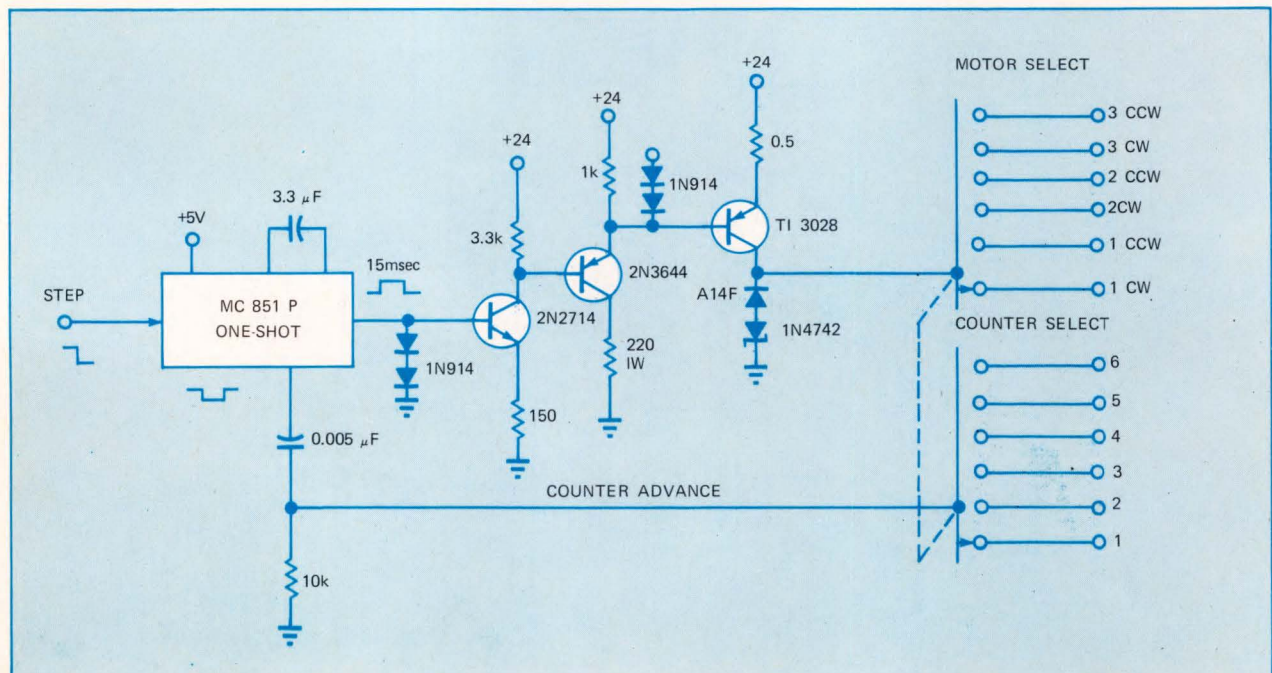 MOTOR SELECT
+24
+24
+24
3 CCW
0.5
3 CW
1k
1N914
3.3 μF
2 CCW
+5V
3.3k
TI 3028
2CW
15msec
1 CCW
2N3644
STEP
MC 851 P
ONE-SHOT
A14F
1 CW
2N2714
1N4742
COUNTER SELECT
1N914
220
IW
6
150
5
0.005 μF
4
3
COUNTER ADVANCE
2
1
10k